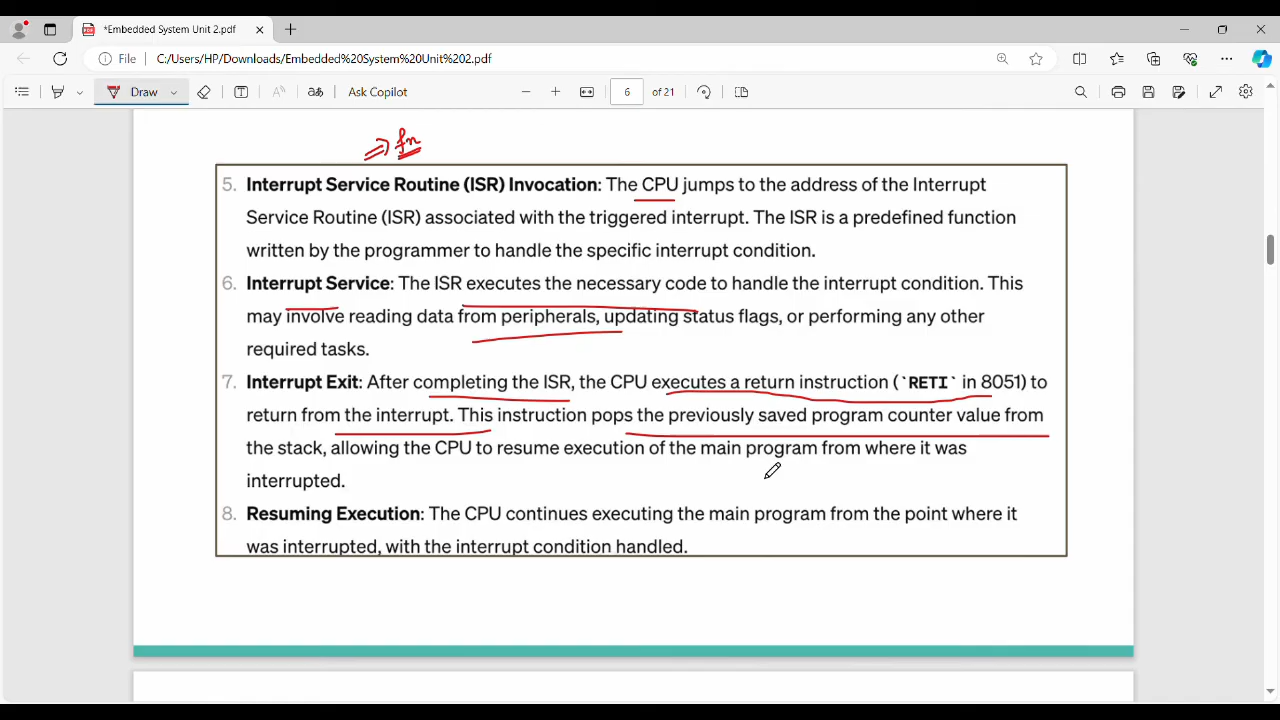 *Embedded System Unit 2.pdf
File C:/Users/HP/Downloads/Embedded%20System%20Unit%202.pdf
Draw Ask Copilot 6 of 21
=> fn
5. Interrupt Service Routine (ISR) Invocation: The CPU jumps to the address of the Interrupt
Service Routine (ISR) associated with the triggered interrupt. The ISR is a predefined function
written by the programmer to handle the specific interrupt condition.
6. Interrupt Service: The ISR executes the necessary code to handle the interrupt condition. This
may involve reading data from peripherals, updating status flags, or performing any other
required tasks.
7. Interrupt Exit: After completing the ISR, the CPU executes a return instruction (`RETI` in 8051) to
return from the interrupt. This instruction pops the previously saved program counter value from
the stack, allowing the CPU to resume execution of the main program from where it was
interrupted.
8. Resuming Execution: The CPU continues executing the main program from the point where it
was interrupted, with the interrupt condition handled.